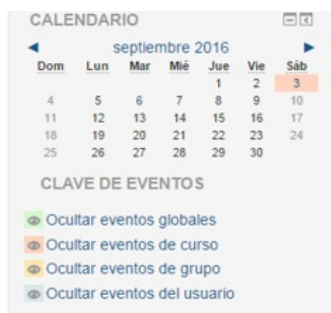 CALENDARIO
septiembre 2016
Dom Lun Mar Mié Jue Vie Sáb
1 2 3
4 5 6 7 8 9 10
11 12 13 14 15 16 17
18 19 20 21 22 23 24
25 26 27 28 29 30
CLAVE DE EVENTOS
Ocultar eventos globales
Ocultar eventos de curso
Ocultar eventos de grupo
Ocultar eventos del usuario